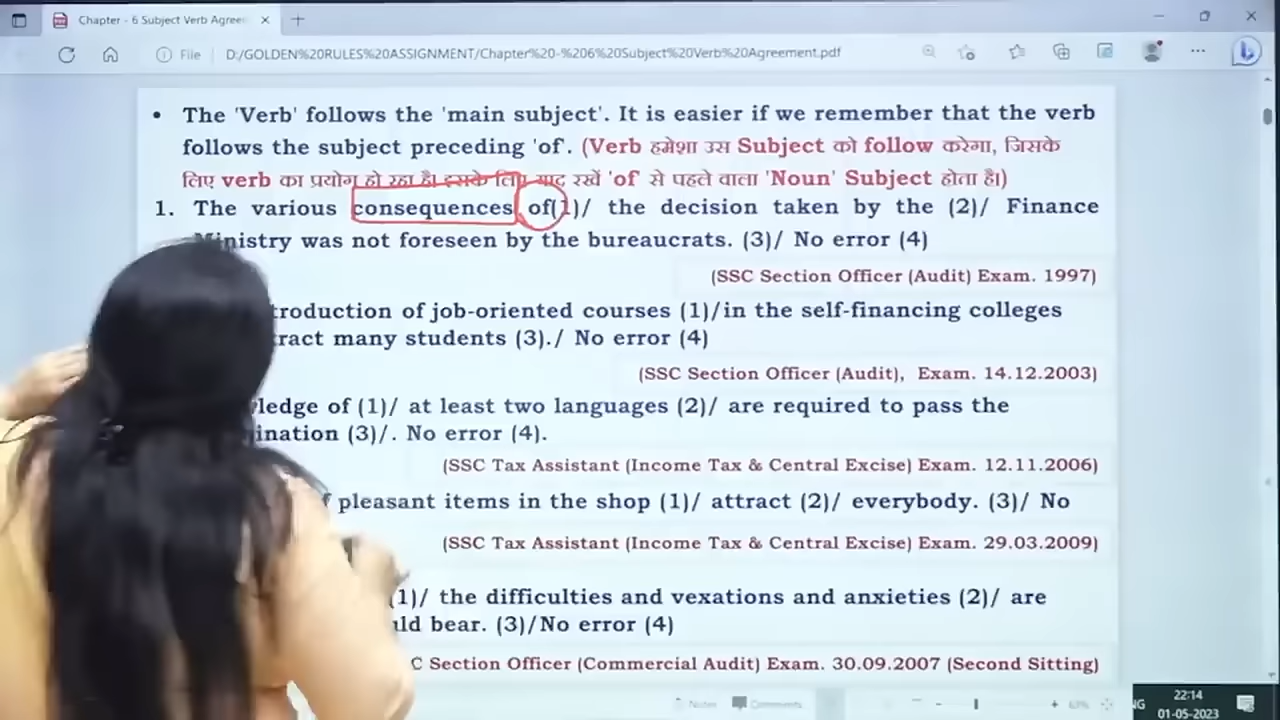 Chapter - 6 Subject Verb Agree
File D:/GOLDEN%20RULES%20ASSIGNMENT/Chapter%20-%206%20Subject%20Verb%20Agreement.pdf
• The 'Verb' follows the 'main subject'. It is easier if we remember that the verb
follows the subject preceding 'of'. (Verb हमेशा उस Subject को follow करेगा, जिसके
लिए verb का प्रयोग हो रहा है। इसके लिए याद रखें 'of' से पहले वाला 'Noun' Subject होता है।)
1. The various consequences of(1)/ the decision taken by the (2)/ Finance
Ministry was not foreseen by the bureaucrats. (3)/ No error (4)
(SSC Section Officer (Audit) Exam. 1997)
troduction of job-oriented courses (1)/in the self-financing colleges
ract many students (3)./ No error (4)
(SSC Section Officer (Audit), Exam. 14.12.2003)
ledge of (1)/ at least two languages (2)/ are required to pass the
ination (3)/. No error (4).
(SSC Tax Assistant (Income Tax & Central Excise) Exam. 12.11.2006)
f pleasant items in the shop (1)/ attract (2)/ everybody. (3)/ No
(SSC Tax Assistant (Income Tax & Central Excise) Exam. 29.03.2009)
(1)/ the difficulties and vexations and anxieties (2)/ are
ld bear. (3)/No error (4)
C Section Officer (Commercial Audit) Exam. 30.09.2007 (Second Sitting)
Notes Comments 63%
NG 22:14
01-05-2023